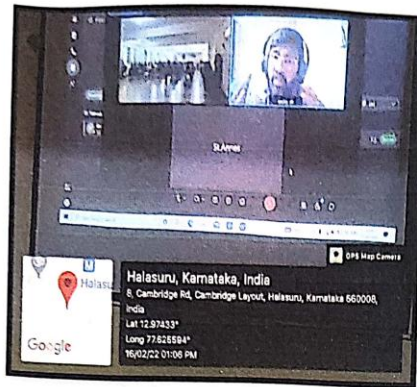 St.Annes
GPS Map Camera
Halasu
Google
Halasuru, Karnataka, India
8, Cambridge Rd, Cambridge Layout, Halasuru, Karnataka 560008,
India
Lat 12.97433°
Long 77.625594°
16/02/22 01:06 PM